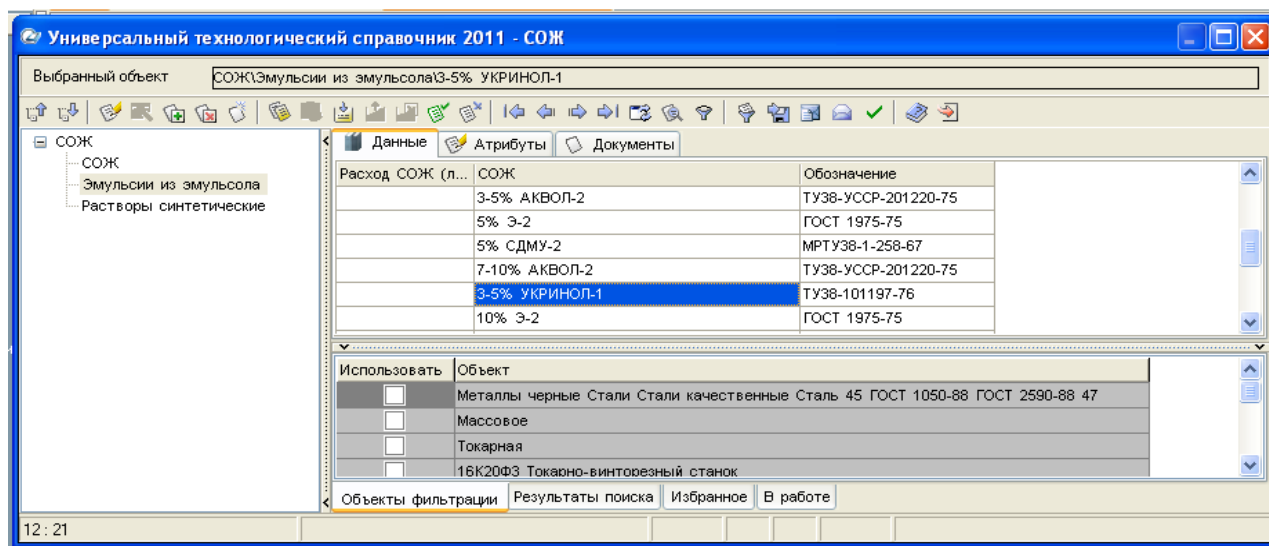 Универсальный технологический справочник 2011 - СОЖ
Выбранный объект СОЖ\Эмульсии из эмульсола\3-5% УКРИНОЛ-1
СОЖ
СОЖ
Эмульсии из эмульсола
Растворы синтетические
Данные Атрибуты Документы
Расход СОЖ (л... СОЖ Обозначение
3-5% АКВОЛ-2 ТУ38-УССР-201220-75
5% Э-2 ГОСТ 1975-75
5% СДМУ-2 МРТУ38-1-258-67
7-10% АКВОЛ-2 ТУ38-УССР-201220-75
3-5% УКРИНОЛ-1 ТУ38-101197-76
10% Э-2 ГОСТ 1975-75
Использовать Объект
Металлы черные Стали Стали качественные Сталь 45 ГОСТ 1050-88 ГОСТ 2590-88 47
Массовое
Токарная
16К20Ф3 Токарно-винторезный станок
Объекты фильтрации Результаты поиска Избранное В работе
12 : 21